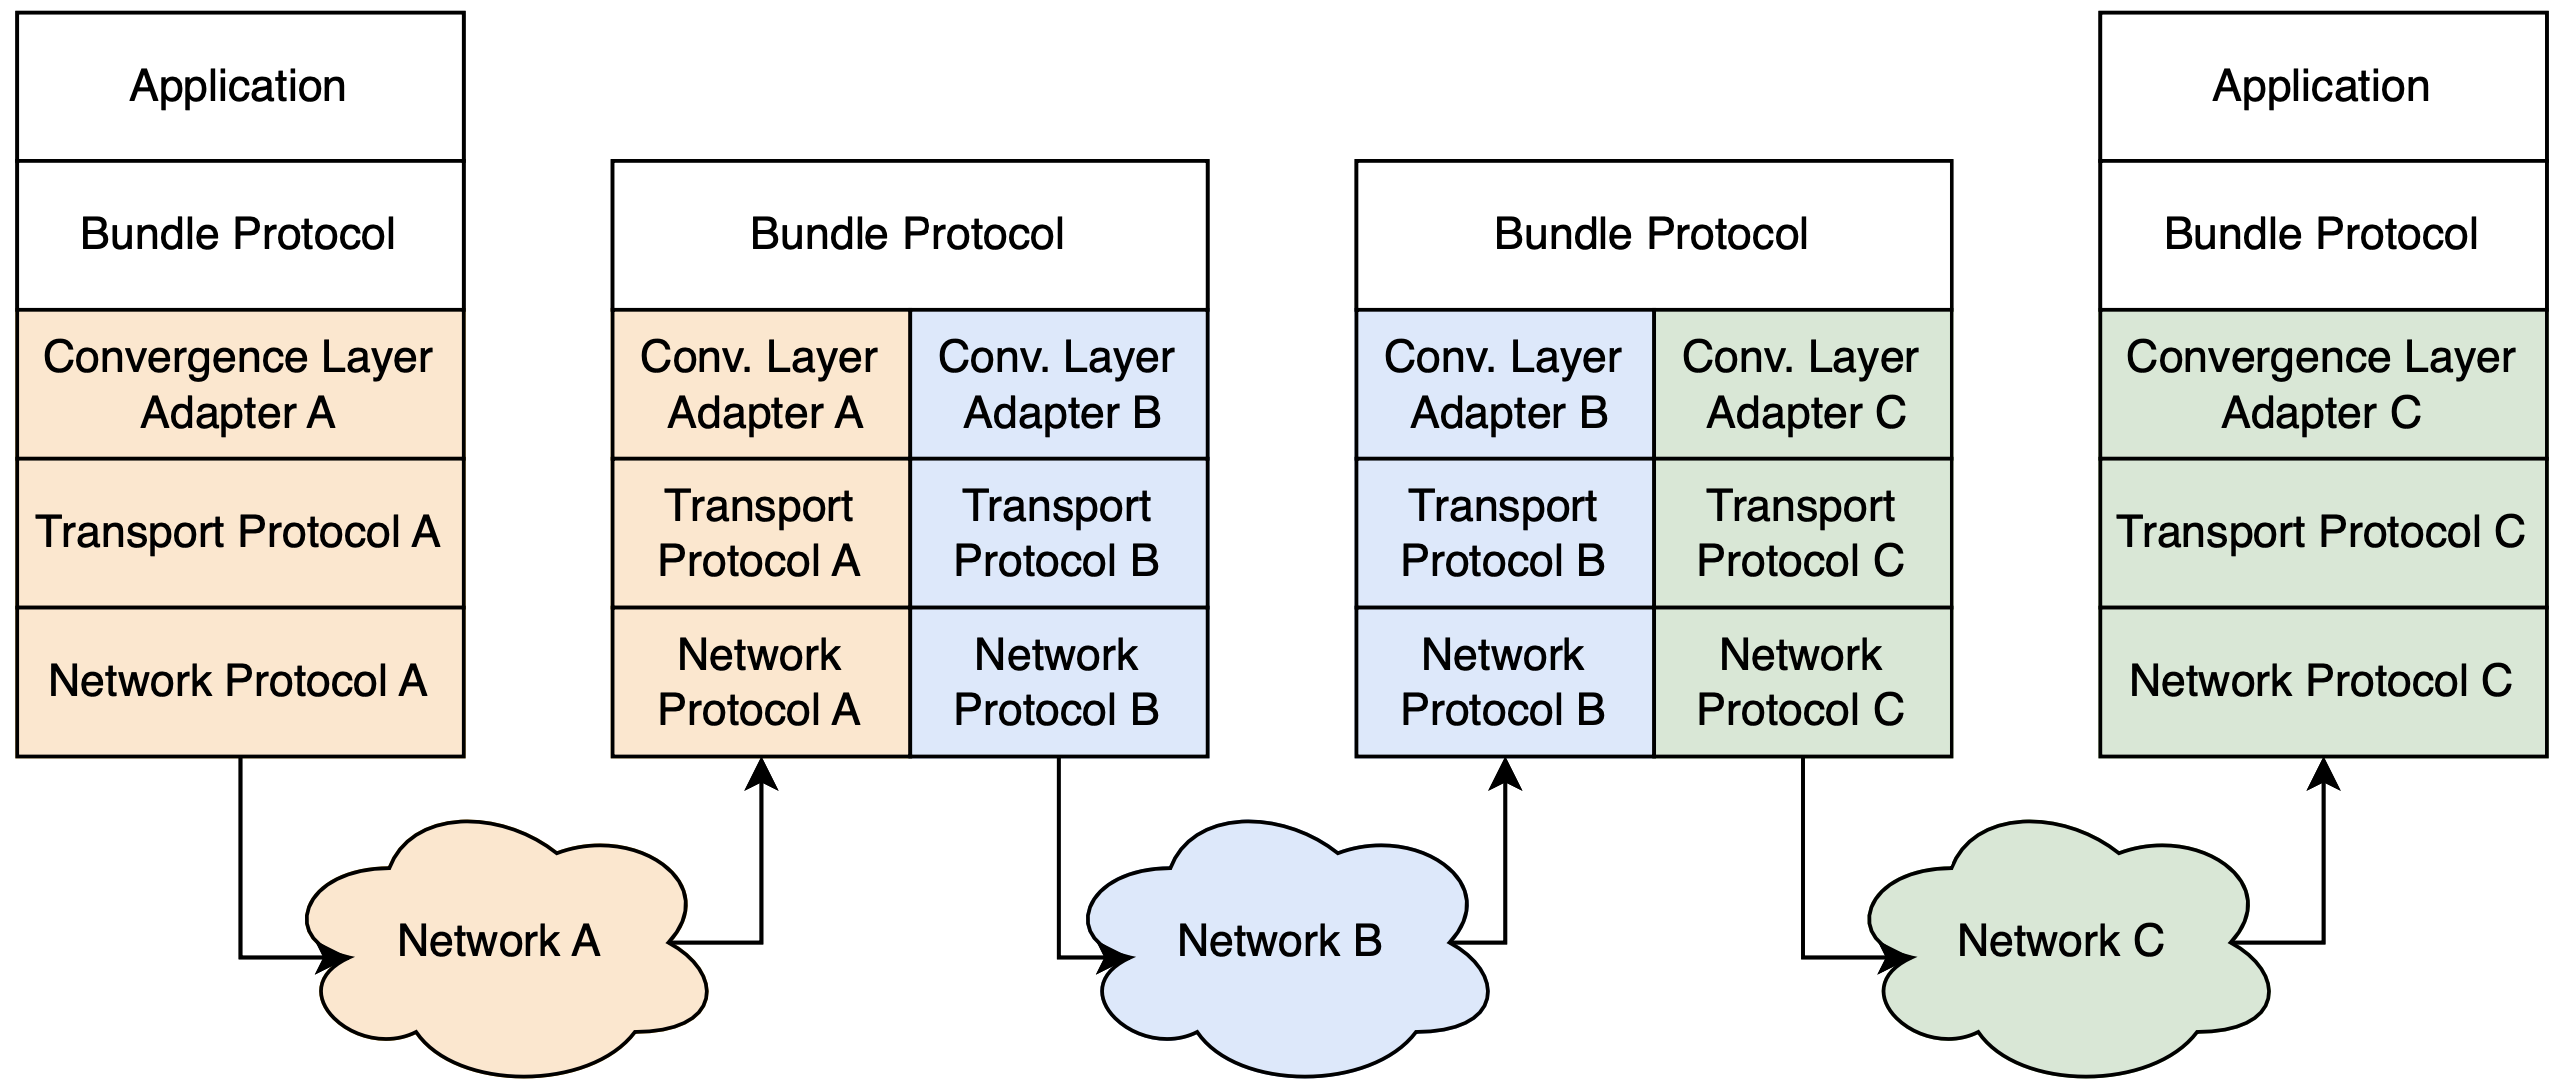 Application
Bundle Protocol
Convergence Layer
Adapter A
Transport Protocol A
Network Protocol A
Bundle Protocol
Conv. Layer
Adapter A
Transport
Protocol A
Network
Protocol A
Conv. Layer
Adapter B
Transport
Protocol B
Network
Protocol B
Bundle Protocol
Conv. Layer
Adapter B
Transport
Protocol B
Network
Protocol B
Conv. Layer
Adapter C
Transport
Protocol C
Network
Protocol C
Application
Bundle Protocol
Convergence Layer
Adapter C
Transport Protocol C
Network Protocol C
Network A
Network B
Network C